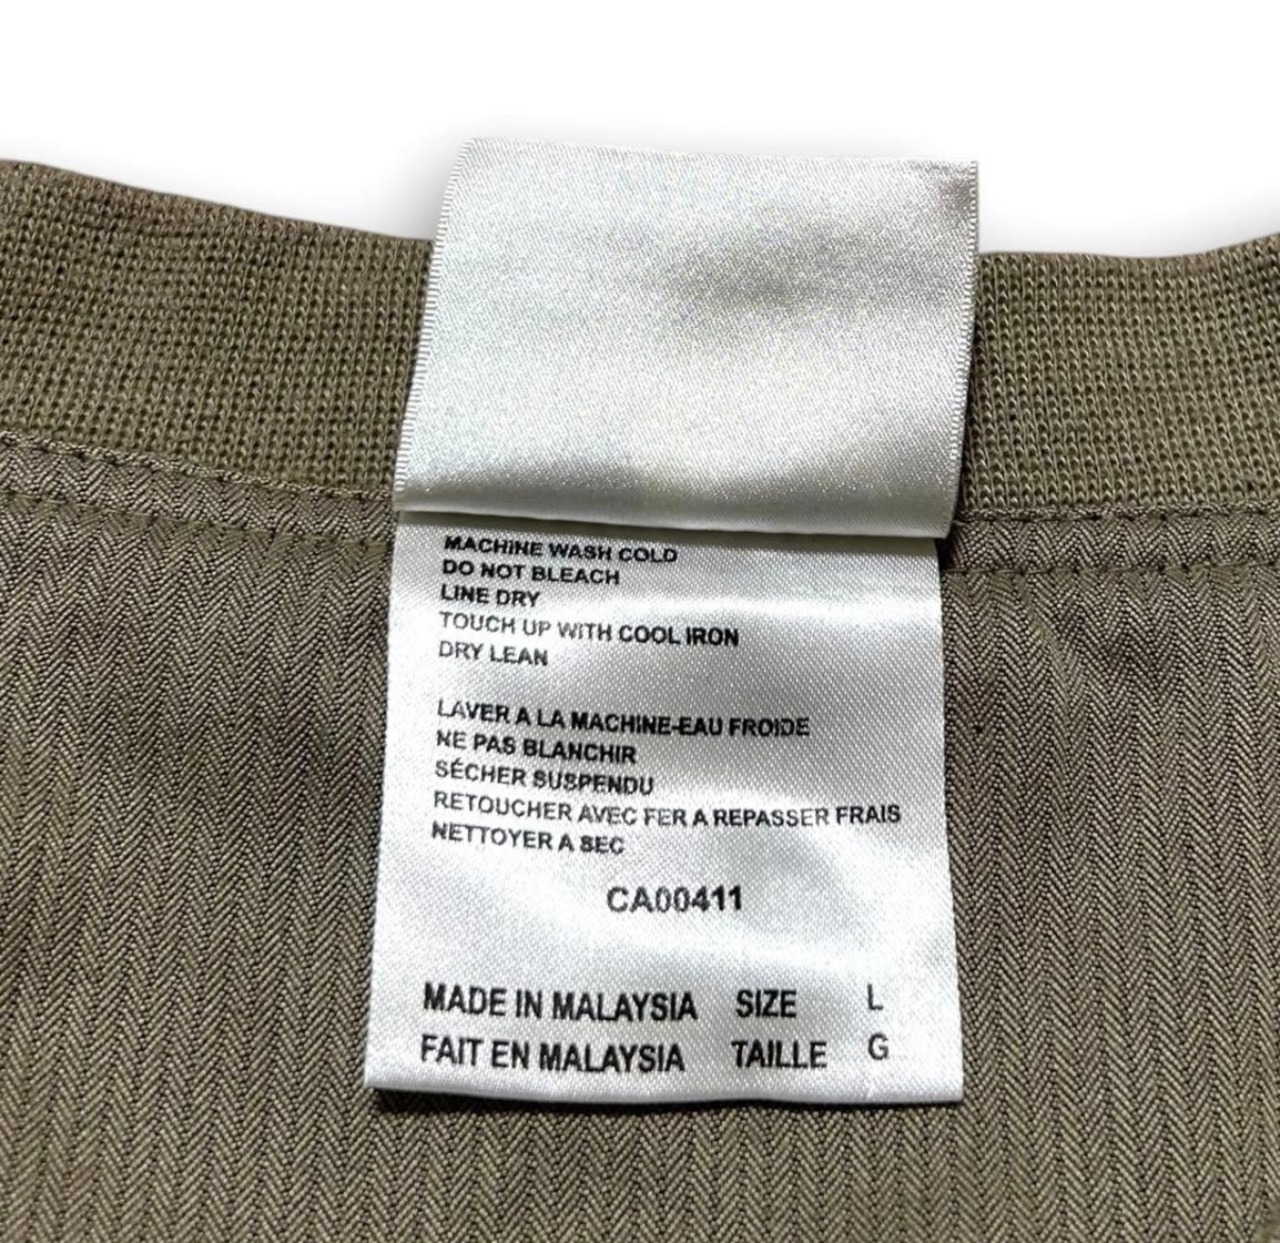 MACHINE WASH COLD
DO NOT BLEACH
LINE DRY
TOUCH UP WITH COOL IRON
DRY LEAN
LAVER A LA MACHINE-EAU FROIDE
NE PAS BLANCHIR
SÉCHER SUSPENDU
RETOUCHER AVEC FER A REPASSER FRAIS
NETTOYER A SEC
CA00411
MADE IN MALAYSIA SIZE L
FAIT EN MALAYSIA TAILLE G